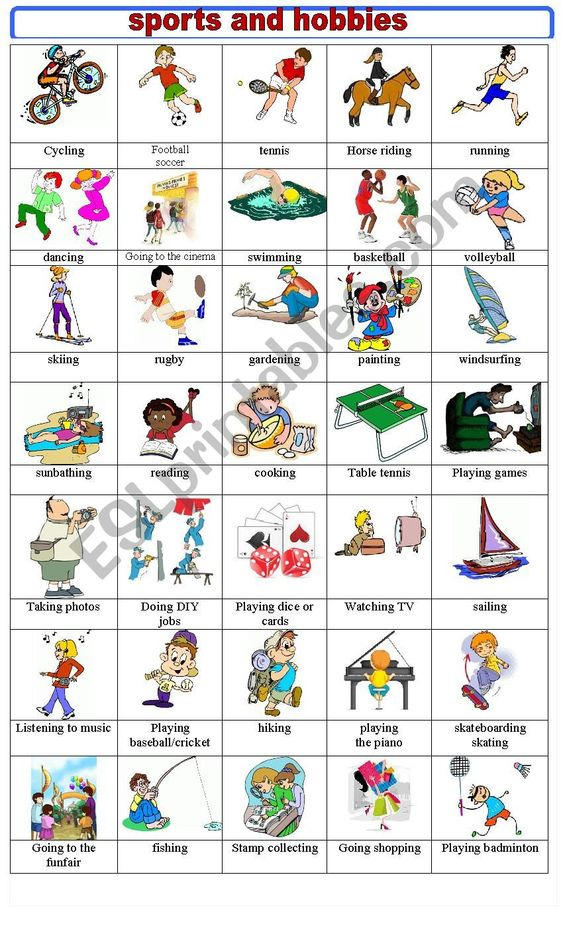 sports and hobbies
Cycling
Football
soccer
tennis
Horse riding
running
dancing
Going to the cinema
swimming
basketball
volleyball
skiing
rugby
gardening
painting
windsurfing
sunbathing
reading
cooking
Table tennis
Playing games
Taking photos
Doing DIY
jobs
Playing dice or
cards
Watching TV
sailing
Listening to music
Playing
baseball/cricket
hiking
playing
the piano
skateboarding
skating
Going to the
funfair
fishing
Stamp collecting
Going shopping
Playing badminton
ESLprintables.com